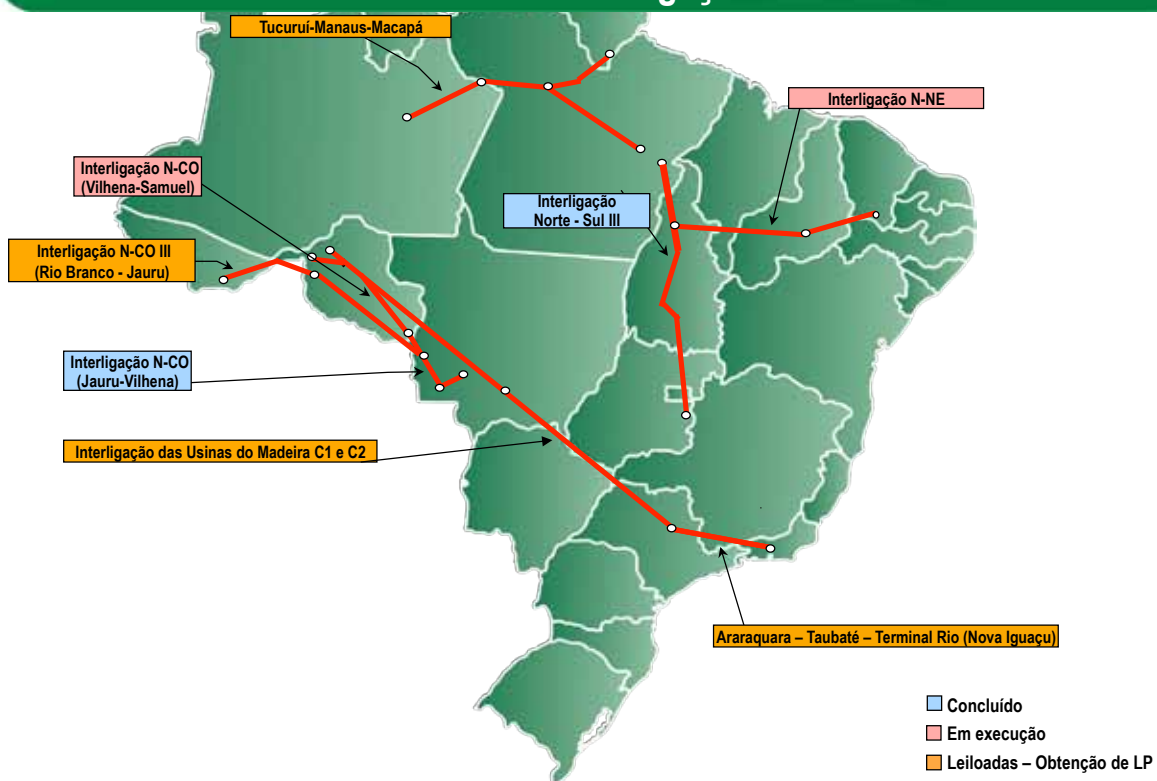 Tucuruí-Manaus-Macapá
Interligação N-NE
Interligação N-CO
(Vilhena-Samuel)
Interligação
Norte - Sul III
Interligação N-CO III
(Rio Branco - Jauru)
Interligação N-CO
(Jauru-Vilhena)
Interligação das Usinas do Madeira C1 e C2
Araraquara – Taubaté – Terminal Rio (Nova Iguaçu)
Concluído
Em execução
Leiloadas – Obtenção de LP